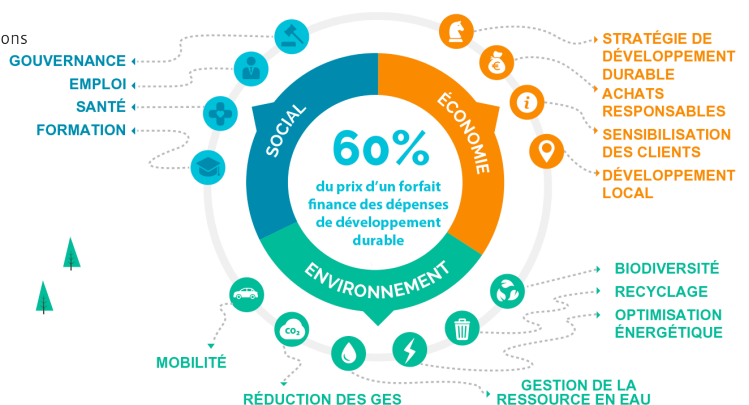 ons
GOUVERNANCE
EMPLOI
SANTÉ
FORMATION
STRATÉGIE DE
DÉVELOPPEMENT
DURABLE
ACHATS
RESPONSABLES
SENSIBILISATION
DES CLIENTS
DÉVELOPPEMENT
LOCAL
SOCIAL
ÉCONOMIE
60%
du prix d'un forfait
finance des dépenses
de développement
durable
ENVIRONNEMENT
BIODIVERSITÉ
RECYCLAGE
OPTIMISATION
ÉNERGÉTIQUE
CO₂
MOBILITÉ
RÉDUCTION DES GES
GESTION DE LA
RESSOURCE EN EAU